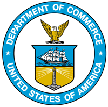 DEPARTMENT OF COMMERCE
UNITED STATES OF AMERICA